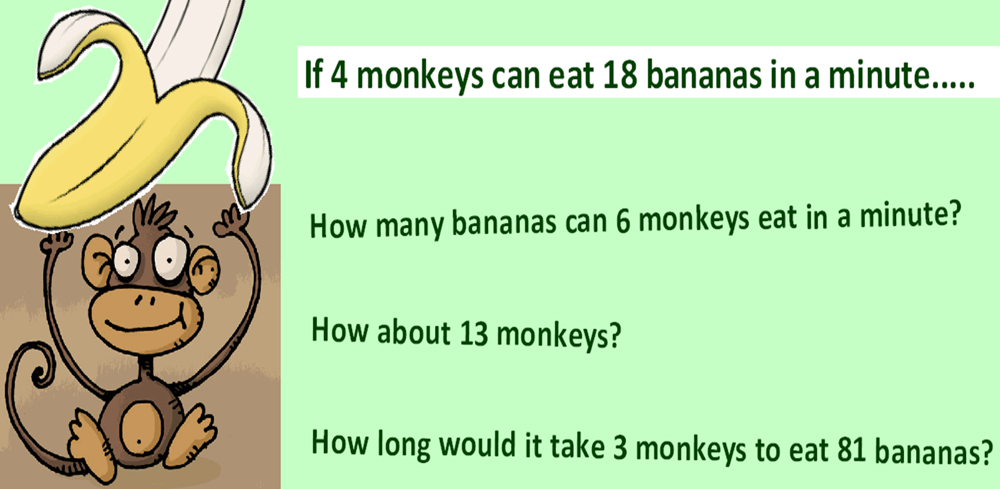 If 4 monkeys can eat 18 bananas in a minute.....
How many bananas can 6 monkeys eat in a minute?
How about 13 monkeys?
How long would it take 3 monkeys to eat 81 bananas?